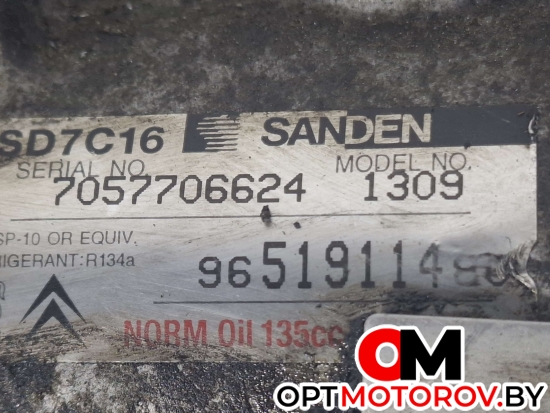 SD7C16 SANDEN
SERIAL NO. MODEL NO.
7057706624 1309
SP-10 OR EQUIV.
RIGERANT: R134a
NORM Oil 135cc
OM
OPTMOTOROV.BY